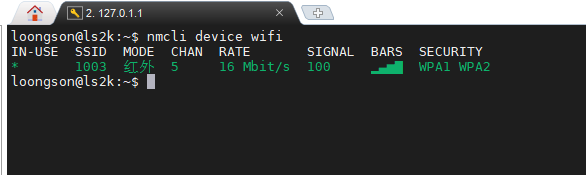 2. 127.0.1.1
loongson@ls2k:~$ nmcli device wifi
IN-USE  SSID  MODE  CHAN  RATE       SIGNAL  BARS  SECURITY
*       1003  红外  5     16 Mbit/s  100     ▂▄▆█  WPA1 WPA2
loongson@ls2k:~$